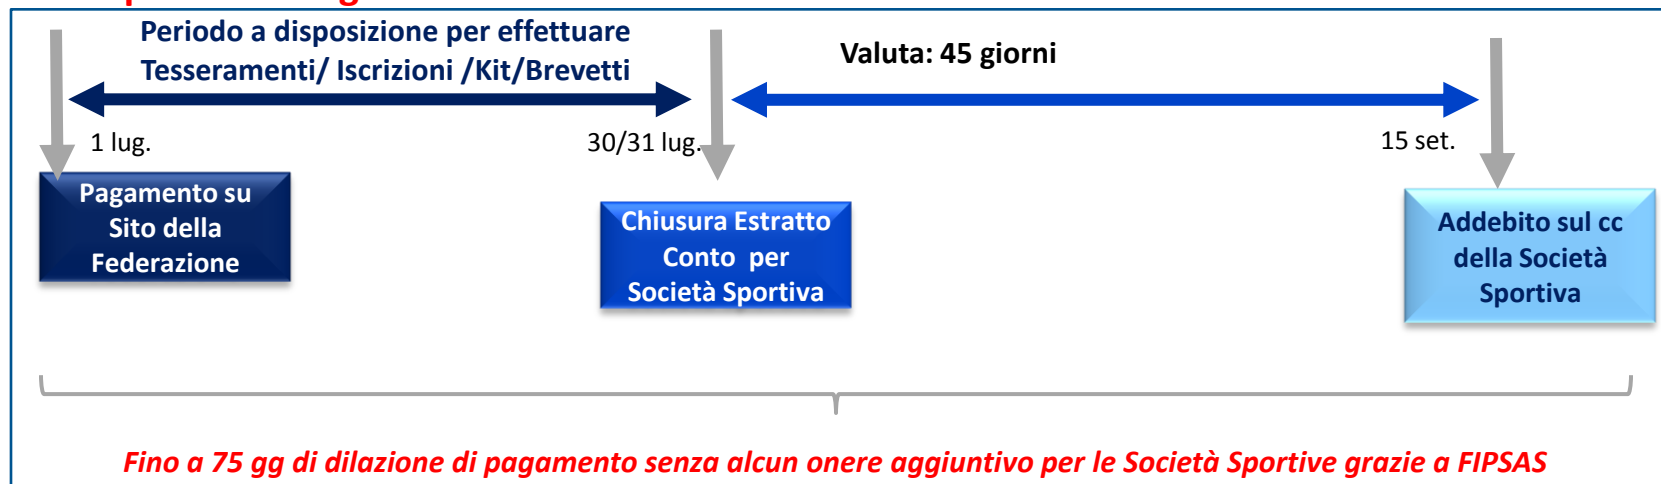 Periodo a disposizione per effettuare
Tesseramenti/ Iscrizioni /Kit/Brevetti
Valuta: 45 giorni
1 lug.
30/31 lug.
15 set.
Pagamento su
Sito della
Federazione
Chiusura Estratto
Conto per
Società Sportiva
Addebito sul cc
della Società
Sportiva
Fino a 75 gg di dilazione di pagamento senza alcun onere aggiuntivo per le Società Sportive grazie a FIPSAS